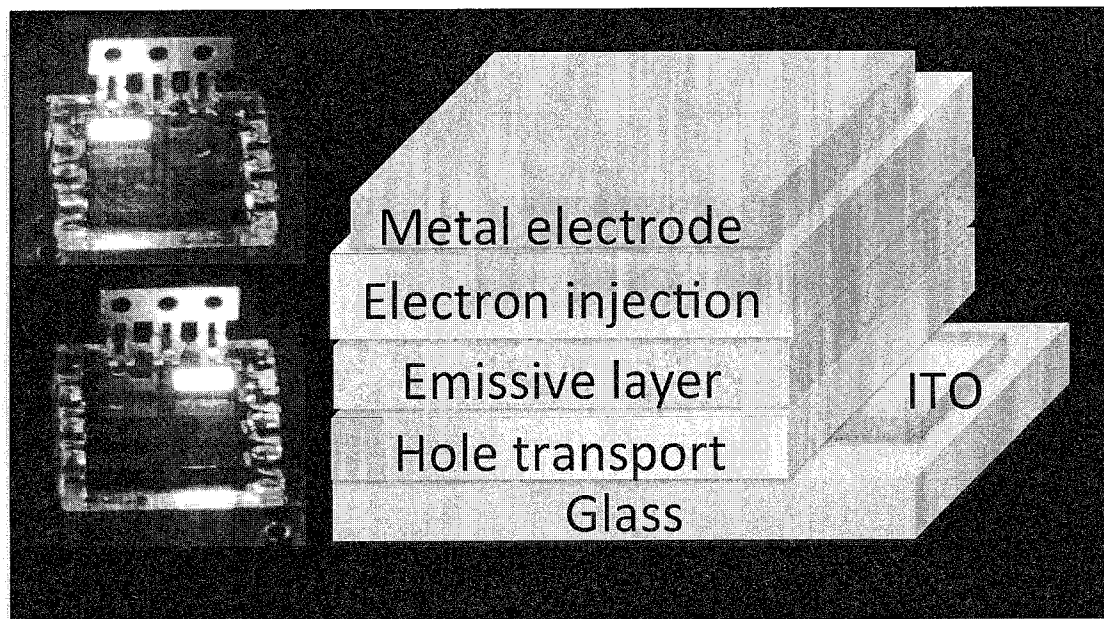 Metal electrode
Electron injection
Emissive layer
ITO
Hole transport
Glass